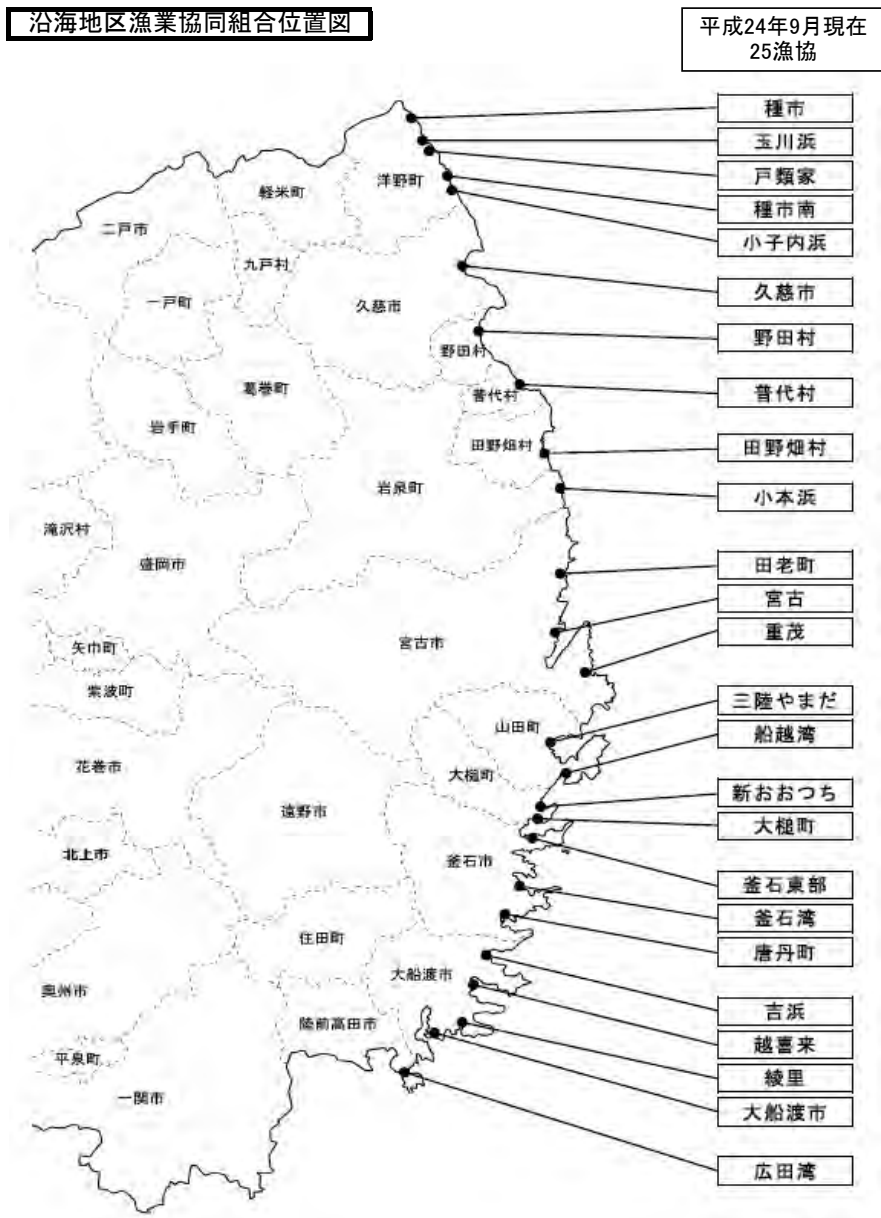 沿海地区漁業協同組合位置図
平成24年9月現在
25漁協
種市
玉川浜
戸類家
種市南
小子内浜
久慈市
野田村
普代村
田野畑村
小本浜
田老町
宮古
重茂
三陸やまだ
船越湾
新おおつち
大槌町
釜石東部
釜石湾
唐丹町
吉浜
越喜来
綾里
大船渡市
広田湾
洋野町
軽米町
二戸市
九戸村
一戸町
久慈市
野田村
葛巻町
普代村
岩手町
田野畑村
岩泉町
滝沢村
盛岡市
宮古市
矢巾町
紫波町
山田町
花巻市
大槌町
遠野市
北上市
釜石市
住田町
大船渡市
奥州市
陸前高田市
平泉町
一関市